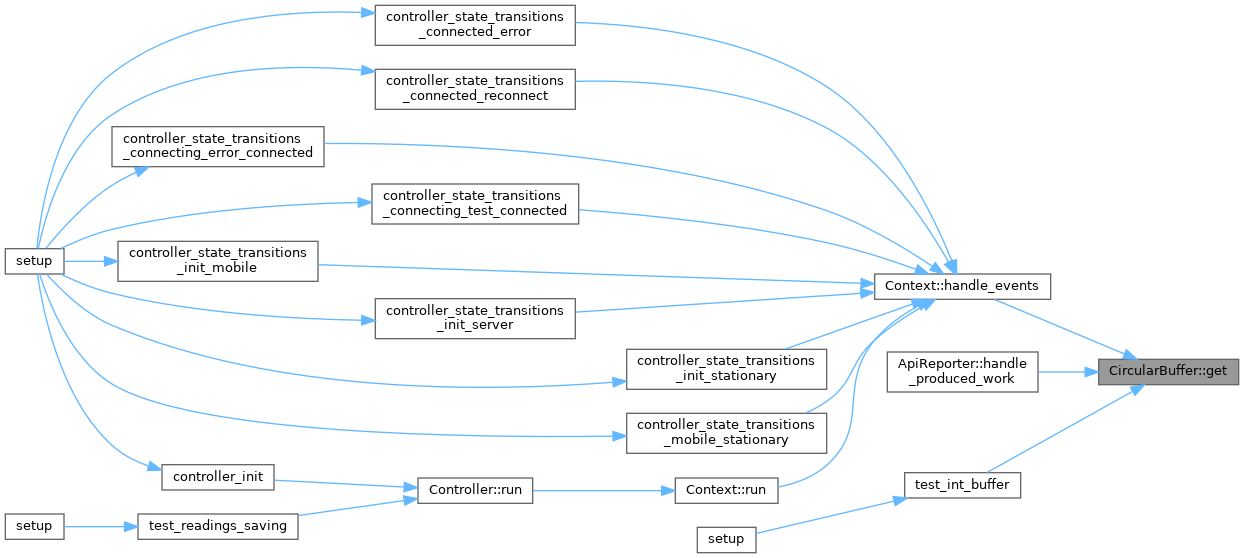 controller_state_transitions
_connected_error
controller_state_transitions
_connected_reconnect
controller_state_transitions
_connecting_error_connected
controller_state_transitions
_connecting_test_connected
setup
controller_state_transitions
_init_mobile
Context::handle_events
controller_state_transitions
_init_server
controller_state_transitions
_init_stationary
ApiReporter::handle
_produced_work
CircularBuffer::get
controller_state_transitions
_mobile_stationary
controller_init
Controller::run
Context::run
test_int_buffer
setup
test_readings_saving
setup